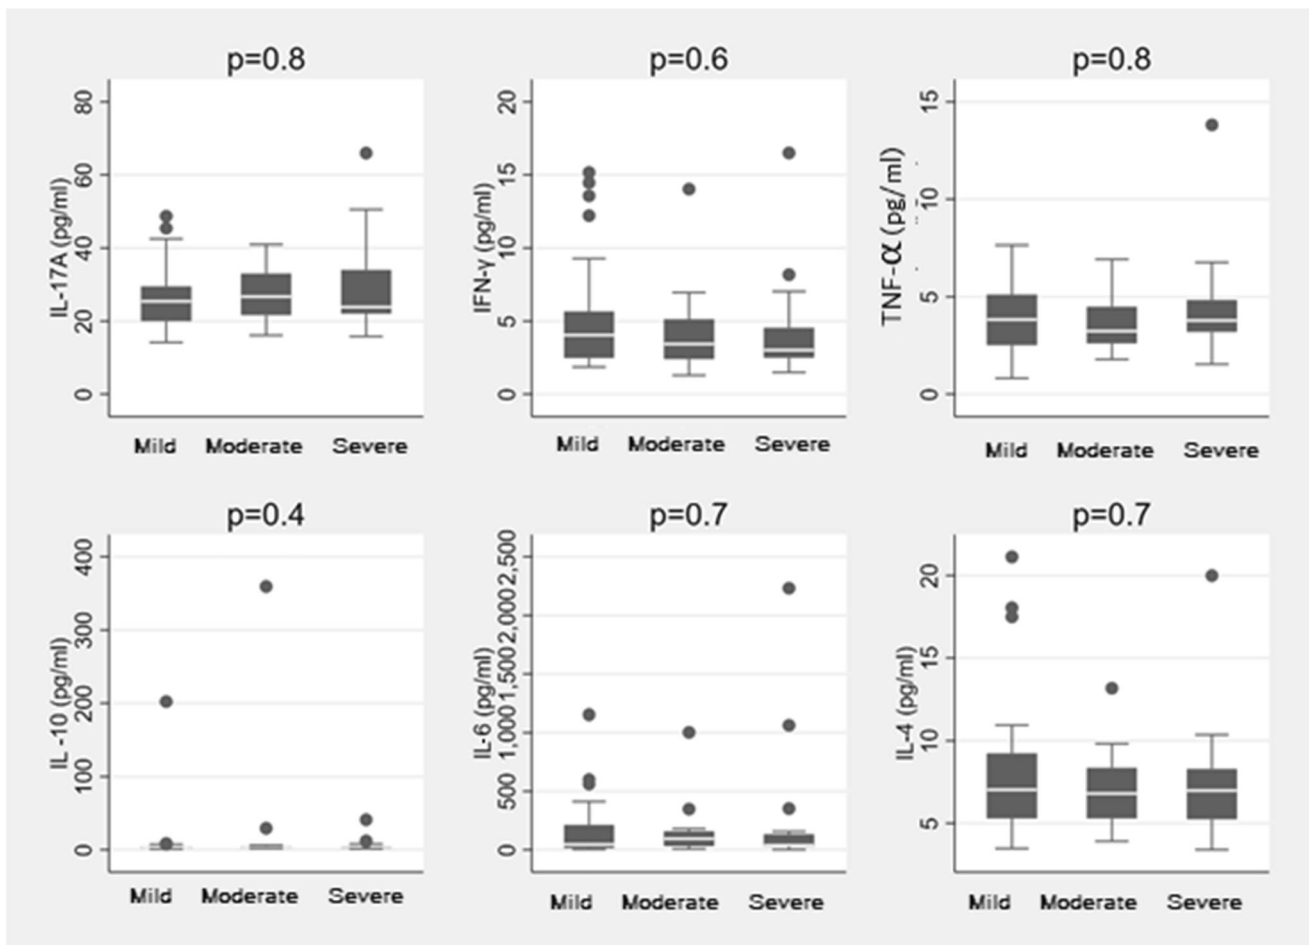 p=0.8
80
60
40
20
0
IL-17A (pg/ml)
Mild Moderate Severe
p=0.6
20
15
10
5
0
IFN-γ (pg/ml)
Mild Moderate Severe
p=0.8
15
10
5
0
TNF-α (pg/ml)
Mild Moderate Severe
p=0.4
400
300
200
100
0
IL -10 (pg/ml)
Mild Moderate Severe
p=0.7
2,500
2,000
1,500
1,000
500
0
IL-6 (pg/ml)
Mild Moderate Severe
p=0.7
20
15
10
5
IL-4 (pg/ml)
Mild Moderate Severe